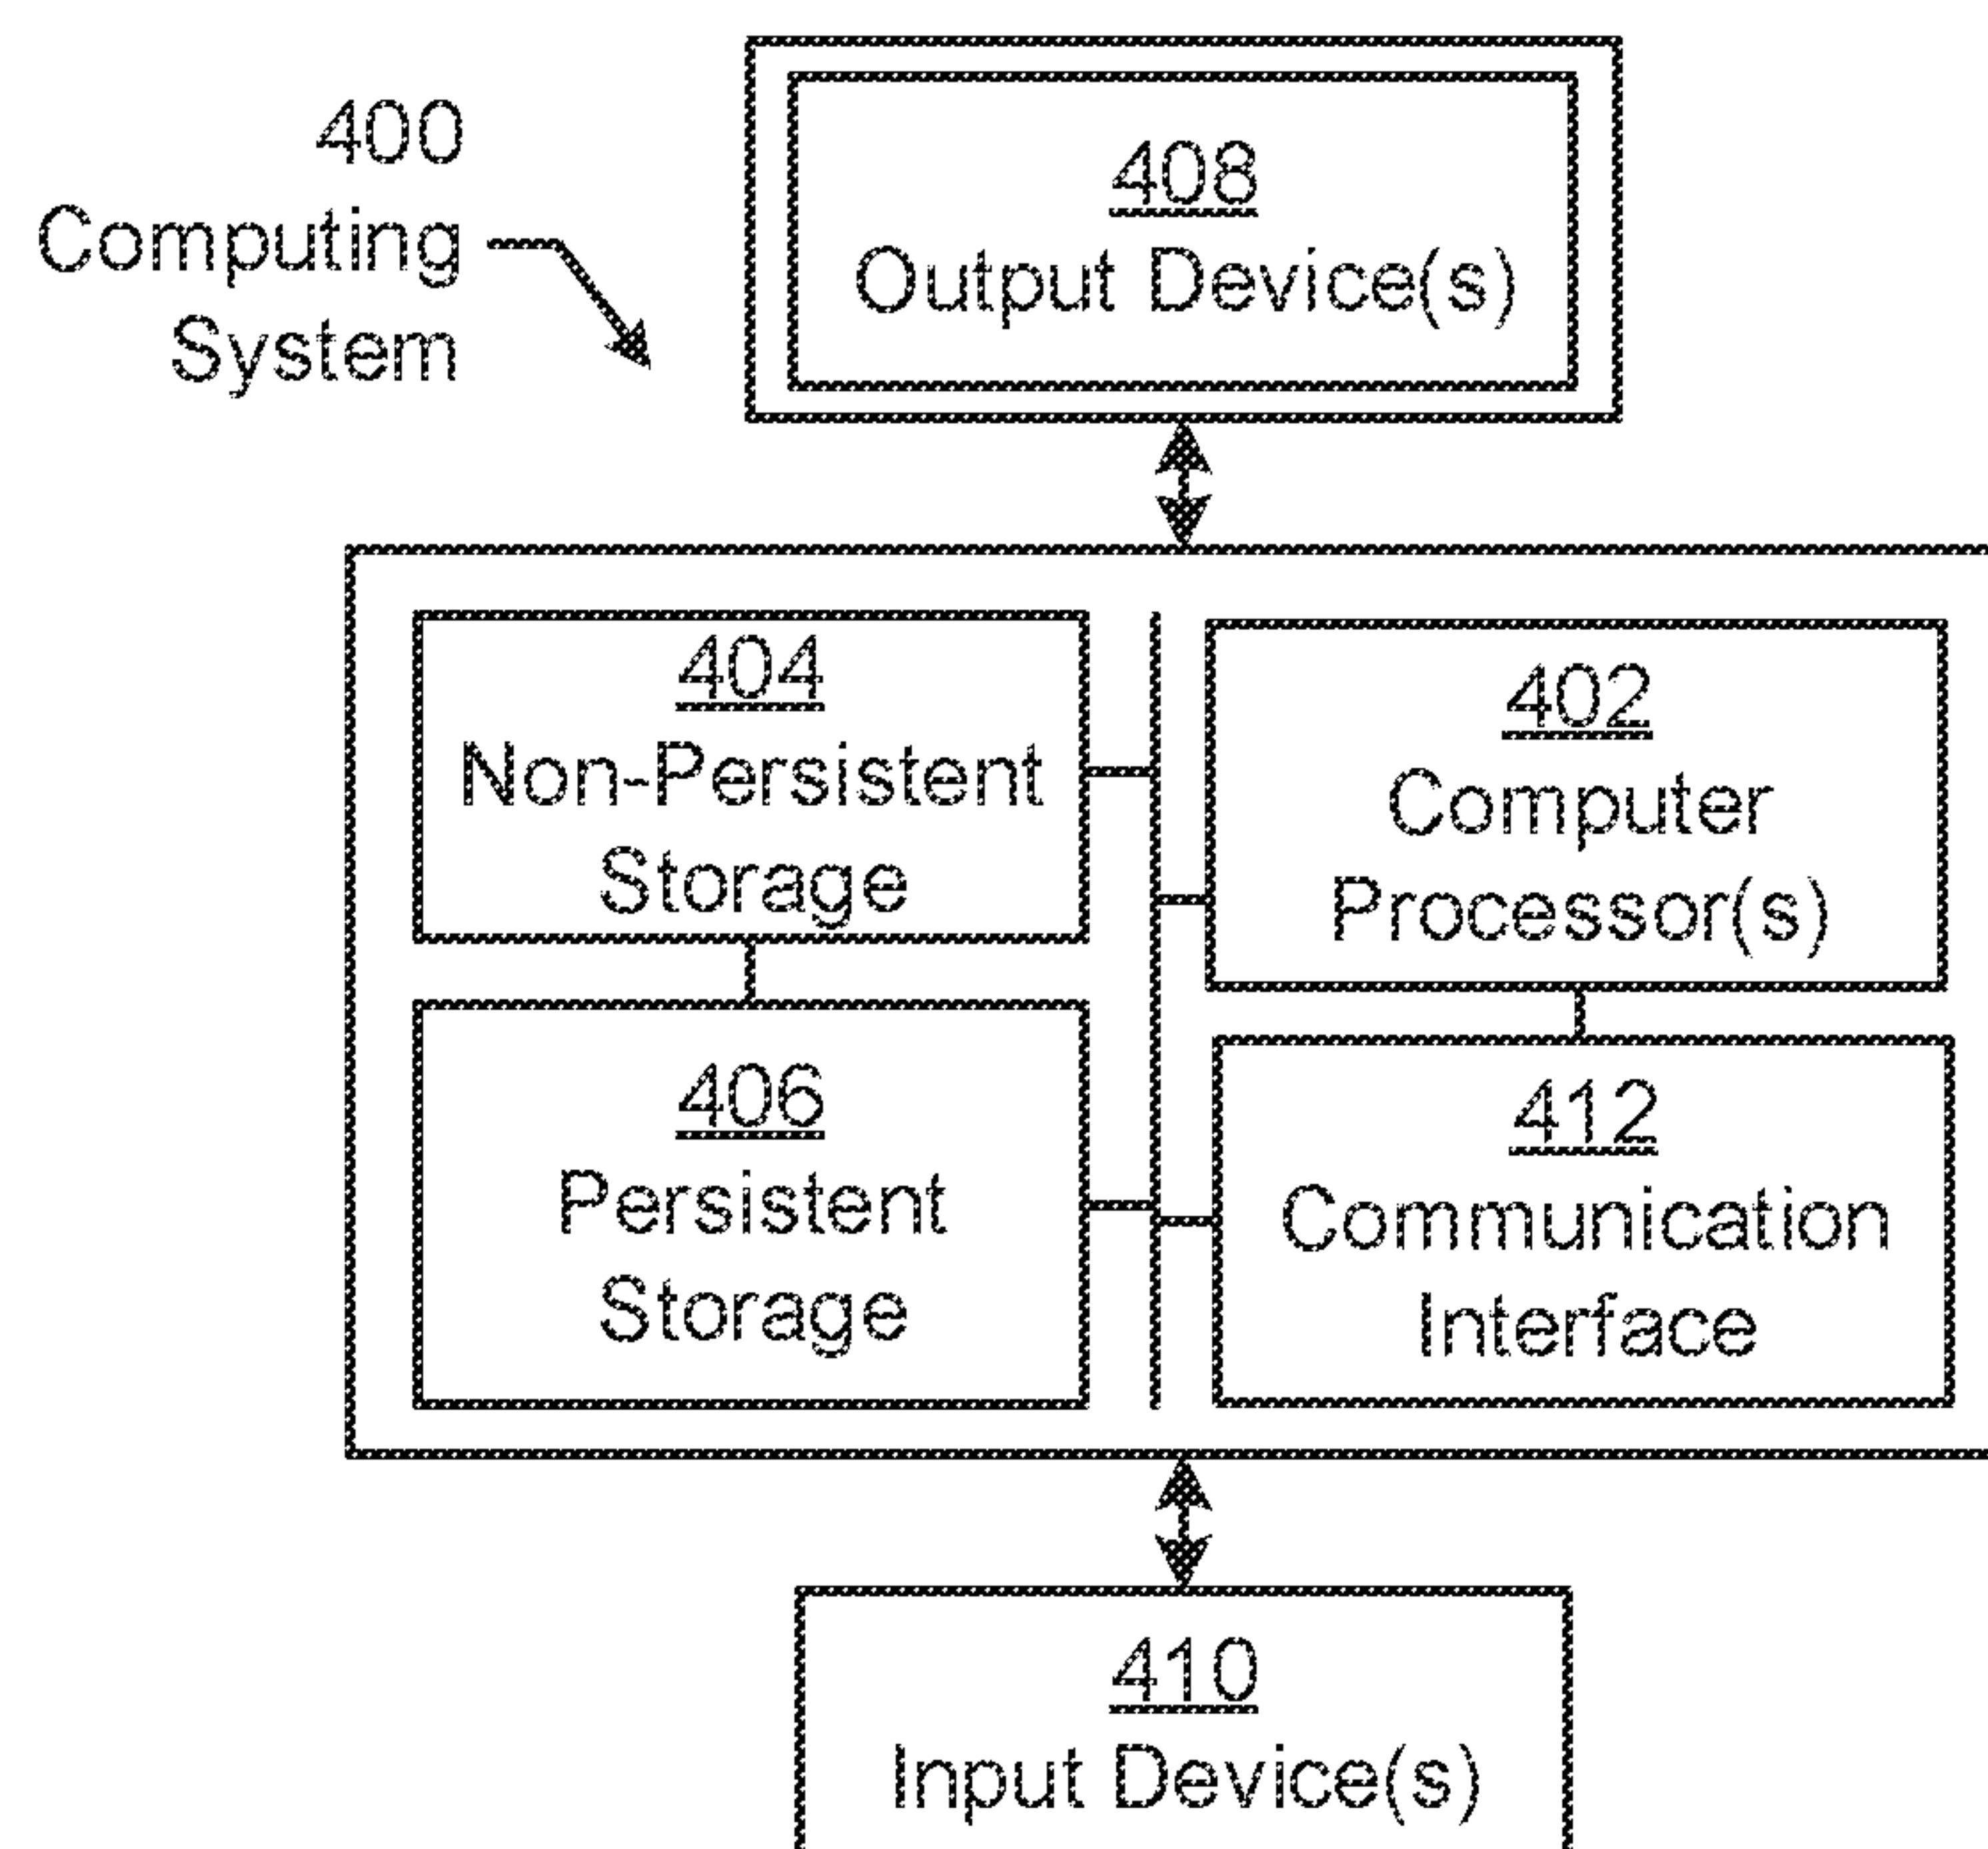 400
Computing
System
408
Output Device(s)
404
Non-Persistent
Storage
402
Computer
Processor(s)
406
Persistent
Storage
412
Communication
Interface
410
Input Device(s)